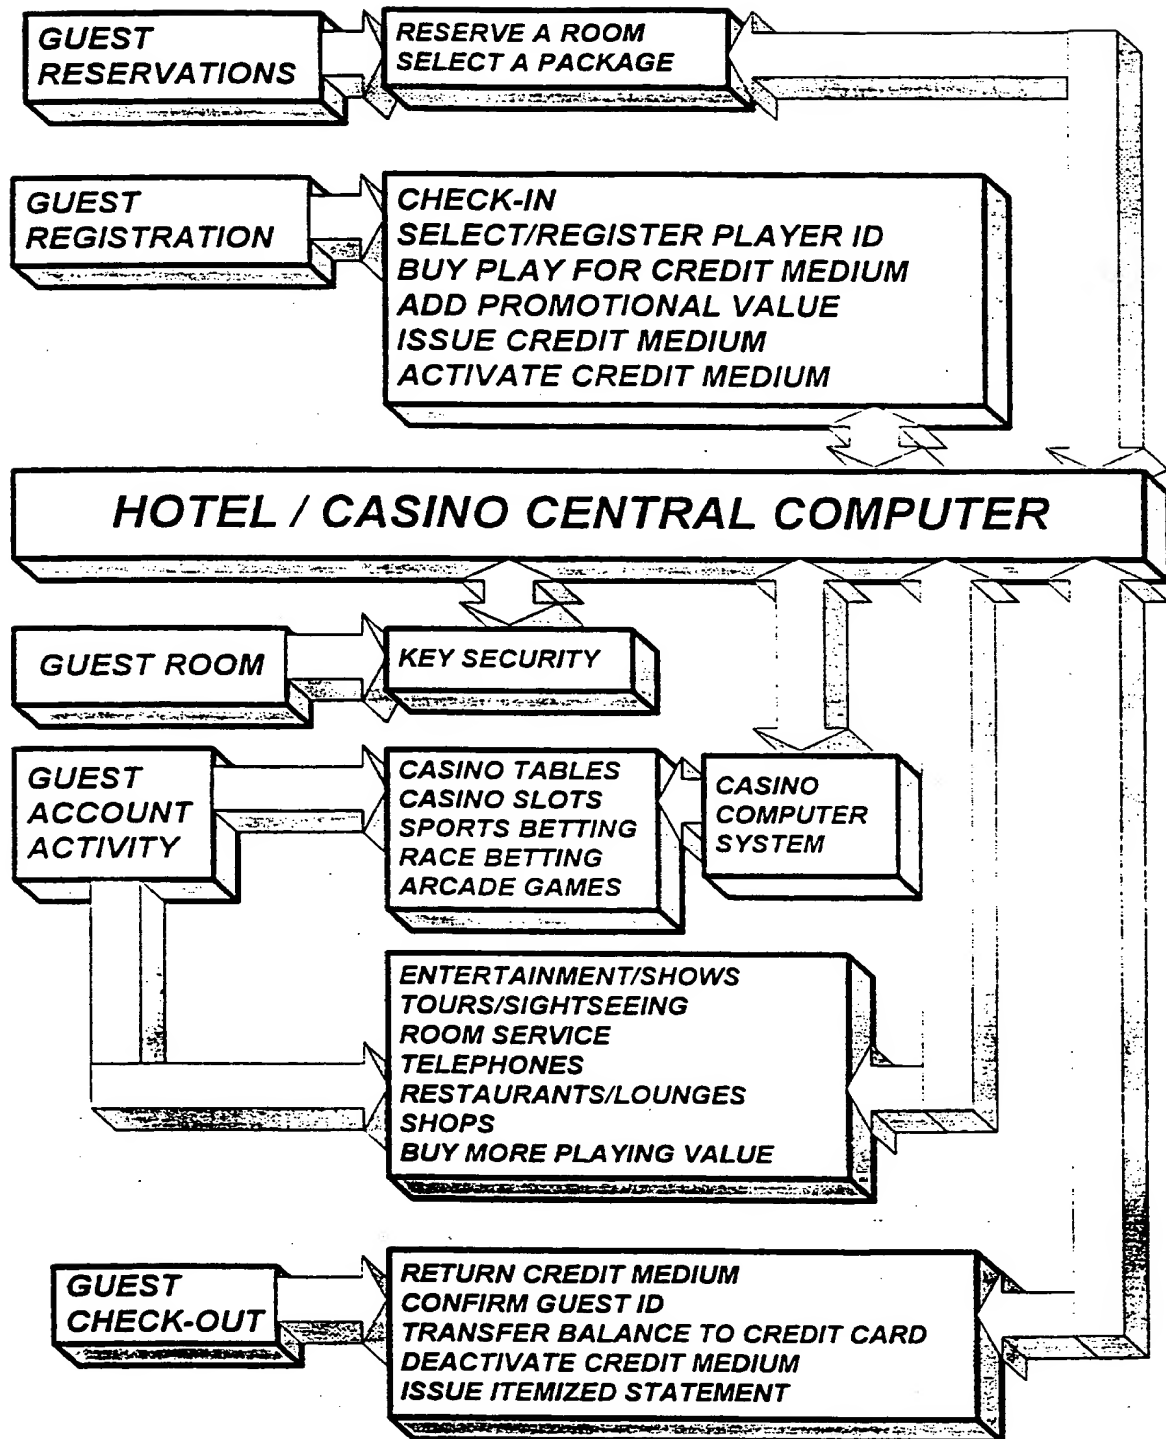 GUEST
RESERVATIONS
RESERVE A ROOM
SELECT A PACKAGE
GUEST
REGISTRATION
CHECK-IN
SELECT/REGISTER PLAYER ID
BUY PLAY FOR CREDIT MEDIUM
ADD PROMOTIONAL VALUE
ISSUE CREDIT MEDIUM
ACTIVATE CREDIT MEDIUM
HOTEL / CASINO CENTRAL COMPUTER
GUEST ROOM
KEY SECURITY
GUEST
ACCOUNT
ACTIVITY
CASINO TABLES
CASINO SLOTS
SPORTS BETTING
RACE BETTING
ARCADE GAMES
CASINO
COMPUTER
SYSTEM
ENTERTAINMENT/SHOWS
TOURS/SIGHTSEEING
ROOM SERVICE
TELEPHONES
RESTAURANTS/LOUNGES
SHOPS
BUY MORE PLAYING VALUE
GUEST
CHECK-OUT
RETURN CREDIT MEDIUM
CONFIRM GUEST ID
TRANSFER BALANCE TO CREDIT CARD
DEACTIVATE CREDIT MEDIUM
ISSUE ITEMIZED STATEMENT